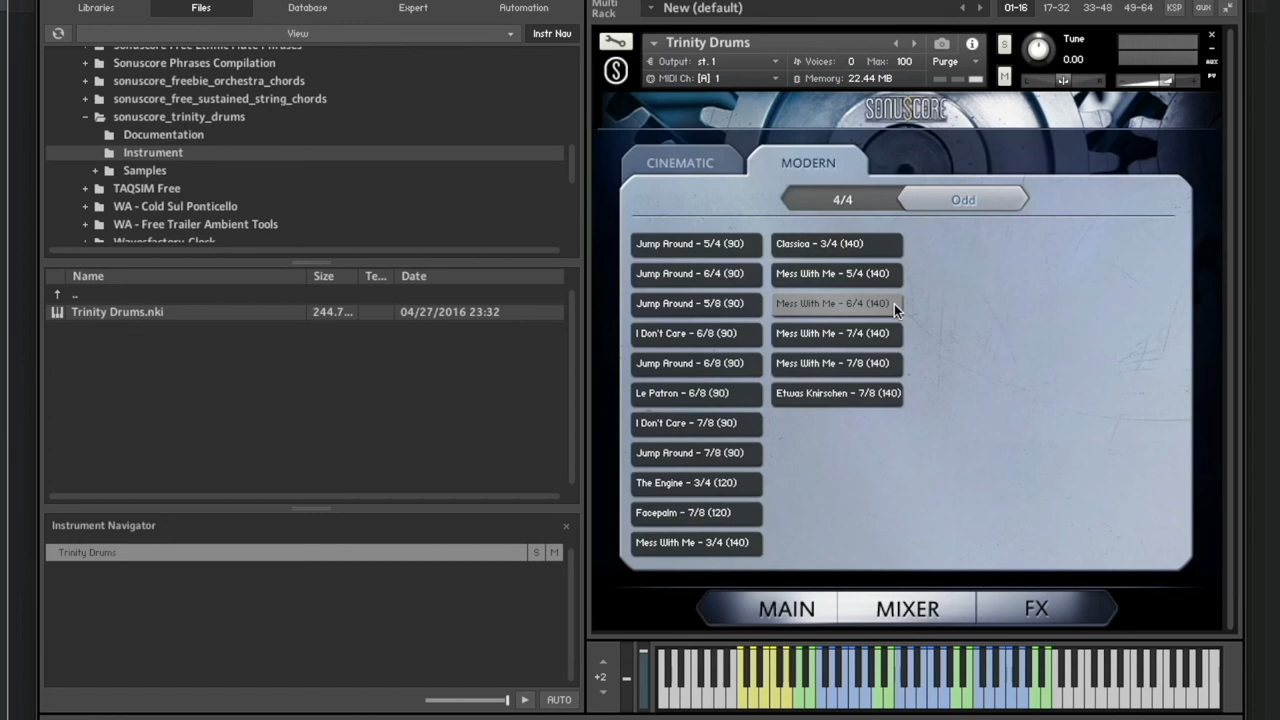 Libraries
Files
Database
Expert
Automation
View
Instr Nav
Sonuscore Free Ethnic Flute Phrases
Sonuscore Phrases Compilation
sonuscore_freebie_orchestra_chords
sonuscore_free_sustained_string_chords
sonuscore_trinity_drums
Documentation
Instrument
Samples
TAQSIM Free
WA - Cold Sul Ponticello
WA - Free Trailer Ambient Tools
Wavesfactory Clock
Name
Size
Te...
Date
..
Trinity Drums.nki
244.7...
04/27/2016 23:32
Instrument Navigator
×
Trinity Drums
S
M
AUTO
Multi
Rack
New (default)
01-16
17-32
33-48
49-64
KSP
aux
Trinity Drums
Output: st. 1
Voices: 0
Max: 100
Purge
MIDI Ch: [A] 1
Memory: 22.44 MB
S
M
Tune
0.00
AUX
PV
SONUSCORE
CINEMATIC
MODERN
4/4
Odd
Jump Around - 5/4 (90)
Jump Around - 6/4 (90)
Jump Around - 5/8 (90)
I Don't Care - 6/8 (90)
Jump Around - 6/8 (90)
Le Patron - 6/8 (90)
I Don't Care - 7/8 (90)
Jump Around - 7/8 (90)
The Engine - 3/4 (120)
Facepalm - 7/8 (120)
Mess With Me - 3/4 (140)
Classica - 3/4 (140)
Mess With Me - 5/4 (140)
Mess With Me - 6/4 (140)
Mess With Me - 7/4 (140)
Mess With Me - 7/8 (140)
Etwas Knirschen - 7/8 (140)
MAIN
MIXER
FX
+2